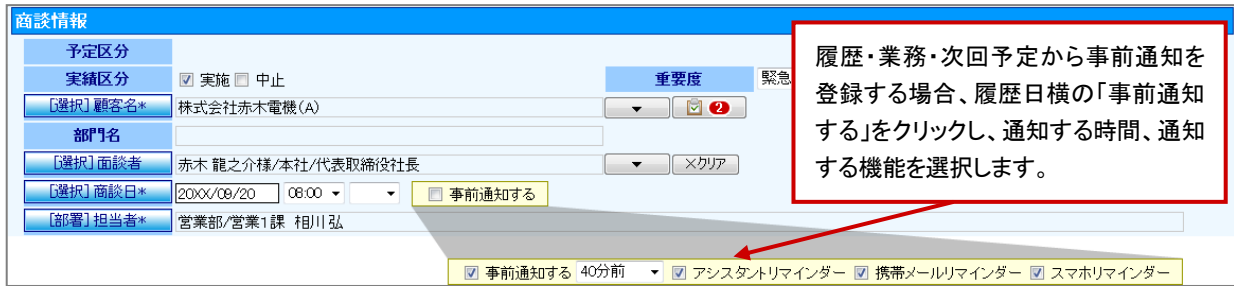 商談情報
予定区分
実績区分 実施 中止 重要度 緊急
[選択]顧客名* 株式会社赤木電機(A) 2
部門名
[選択]面談者 赤木 龍之介様/本社/代表取締役社長 ×クリア
[選択]商談日* 20XX/09/20 08:00 事前通知する
[部署]担当者* 営業部/営業1課 相川 弘
履歴・業務・次回予定から事前通知を
登録する場合、履歴日横の「事前通知
する」をクリックし、通知する時間、通知
する機能を選択します。
事前通知する 40分前 アシスタントリマインダー 携帯メールリマインダー スマホリマインダー